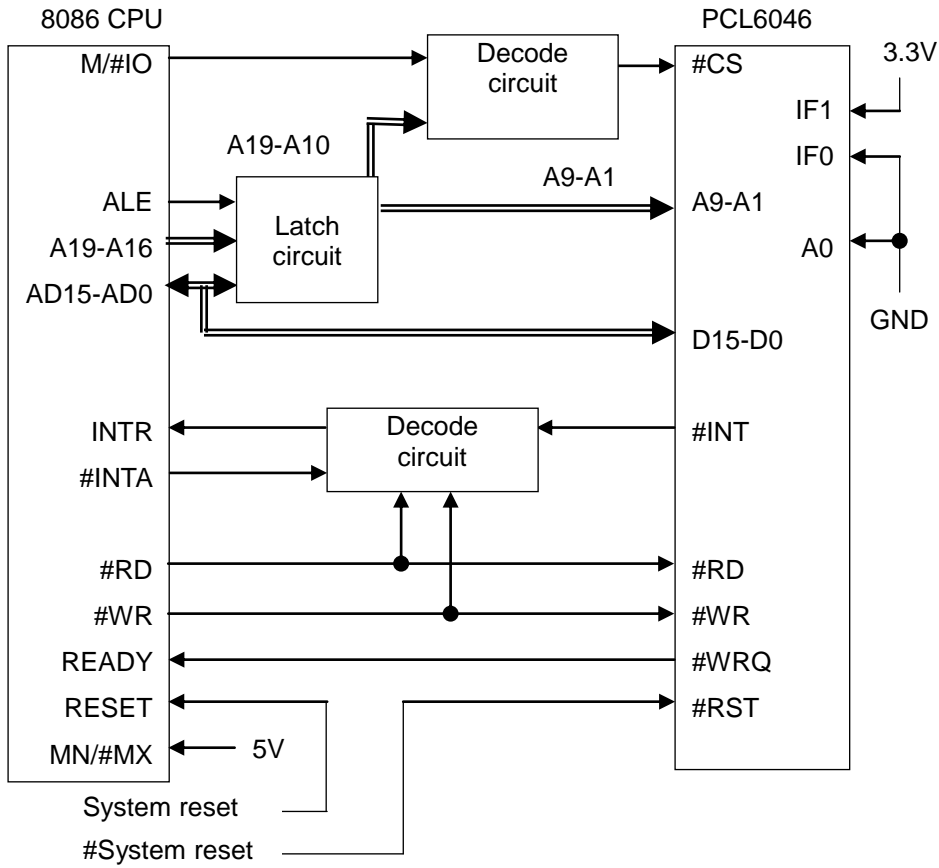 8086 CPU
PCL6046
M/#IO
Decode
circuit
#CS
3.3V
IF1
A19-A10
IF0
A9-A1
ALE
Latch
circuit
A9-A1
A19-A16
A0
AD15-AD0
GND
D15-D0
INTR
Decode
circuit
#INT
#INTA
#RD
#RD
#WR
#WR
READY
#WRQ
RESET
#RST
MN/#MX
5V
System reset
#System reset